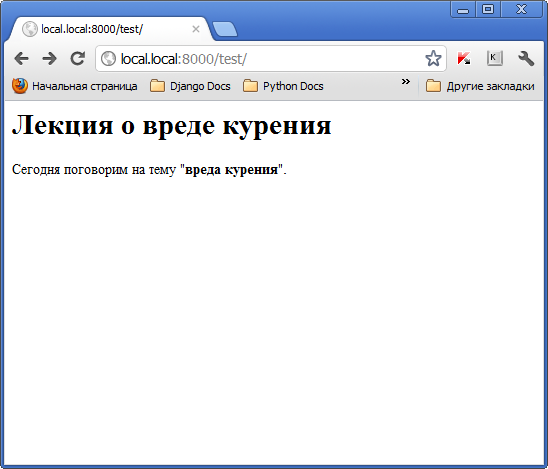 local.local:8000/test/
local.local:8000/test/
Начальная страница Django Docs Python Docs » Другие закладки
Лекция о вреде курения
Сегодня поговорим на тему "вреда курения".